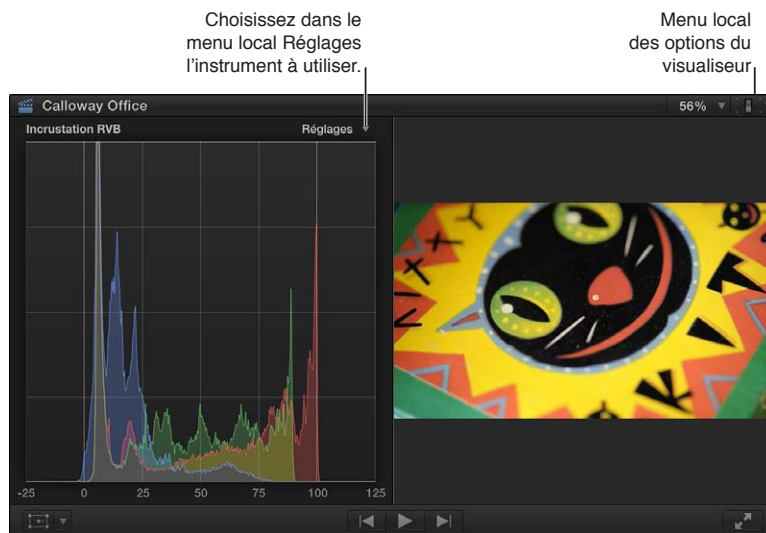 Choisissez dans le
menu local Réglages
l'instrument à utiliser.
Menu local
des options du
visualiseur
Calloway Office
56%
Incrustation RVB
Réglages
-25 0 25 50 75 100 125